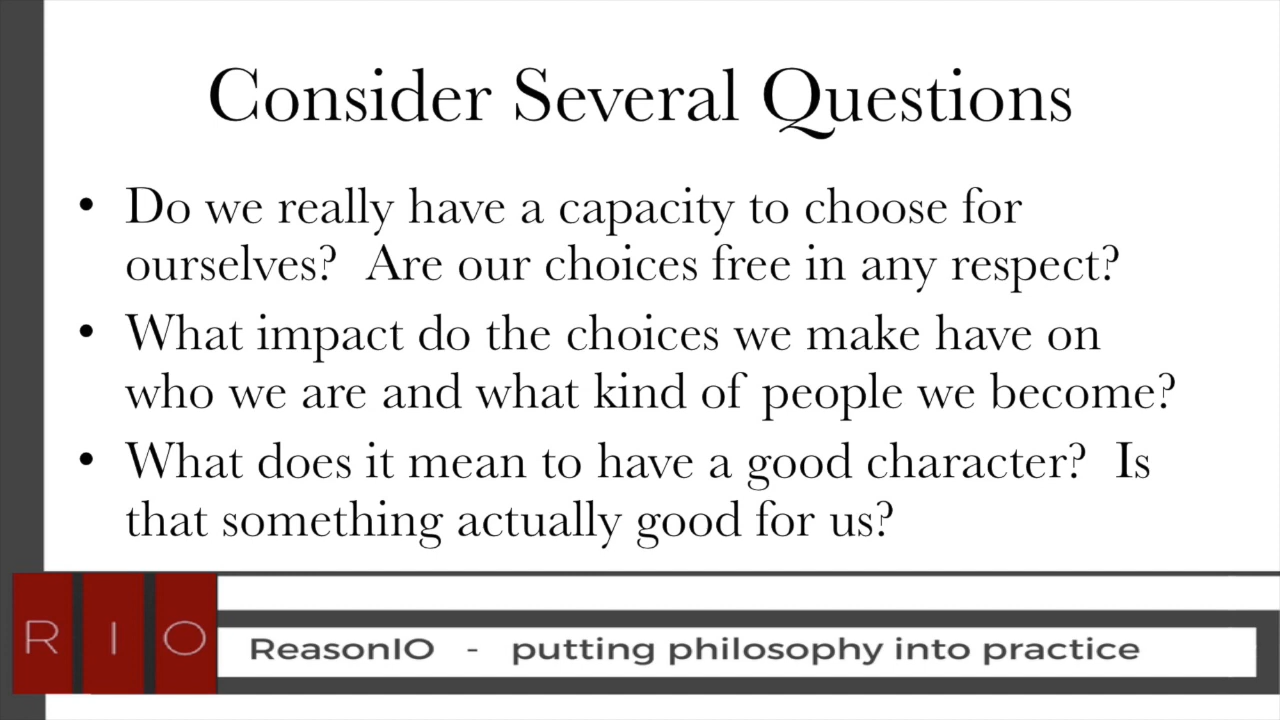 Consider Several Questions
• Do we really have a capacity to choose for
ourselves?  Are our choices free in any respect?
• What impact do the choices we make have on
who we are and what kind of people we become?
• What does it mean to have a good character?  Is
that something actually good for us?
R I O
ReasonIO - putting philosophy into practice